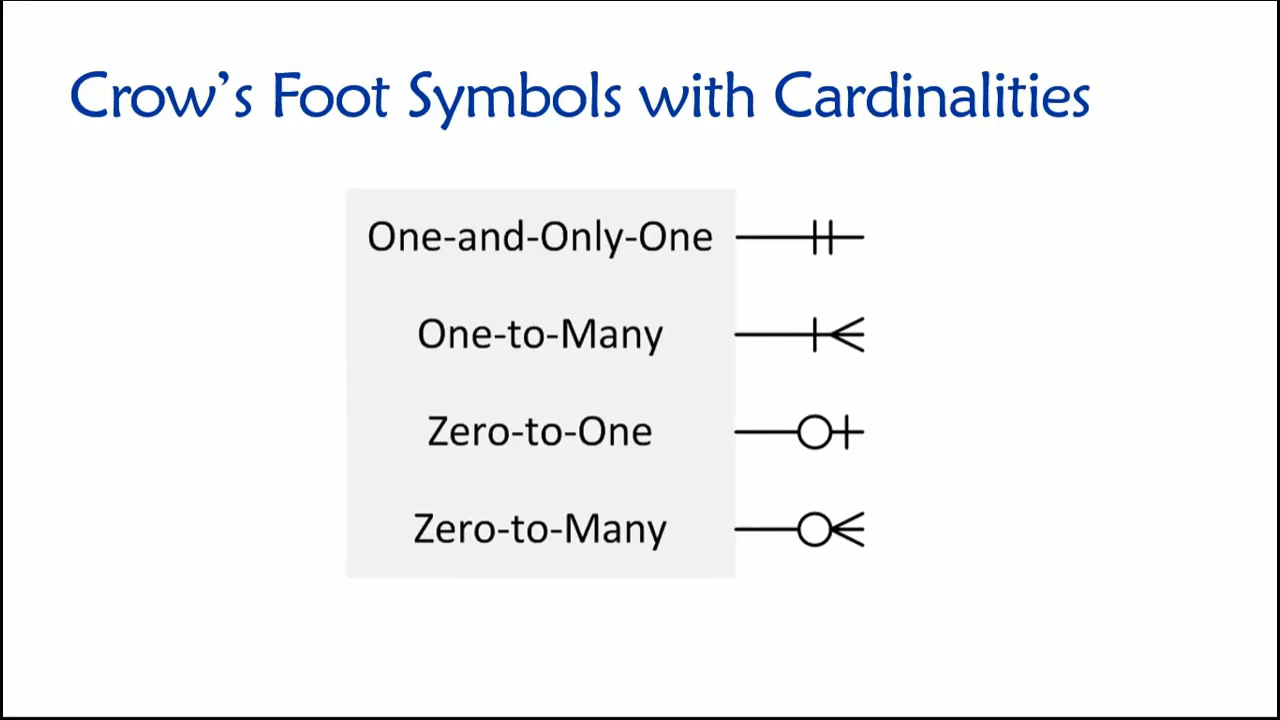 Crow's Foot Symbols with Cardinalities
One-and-Only-One
One-to-Many
Zero-to-One
Zero-to-Many